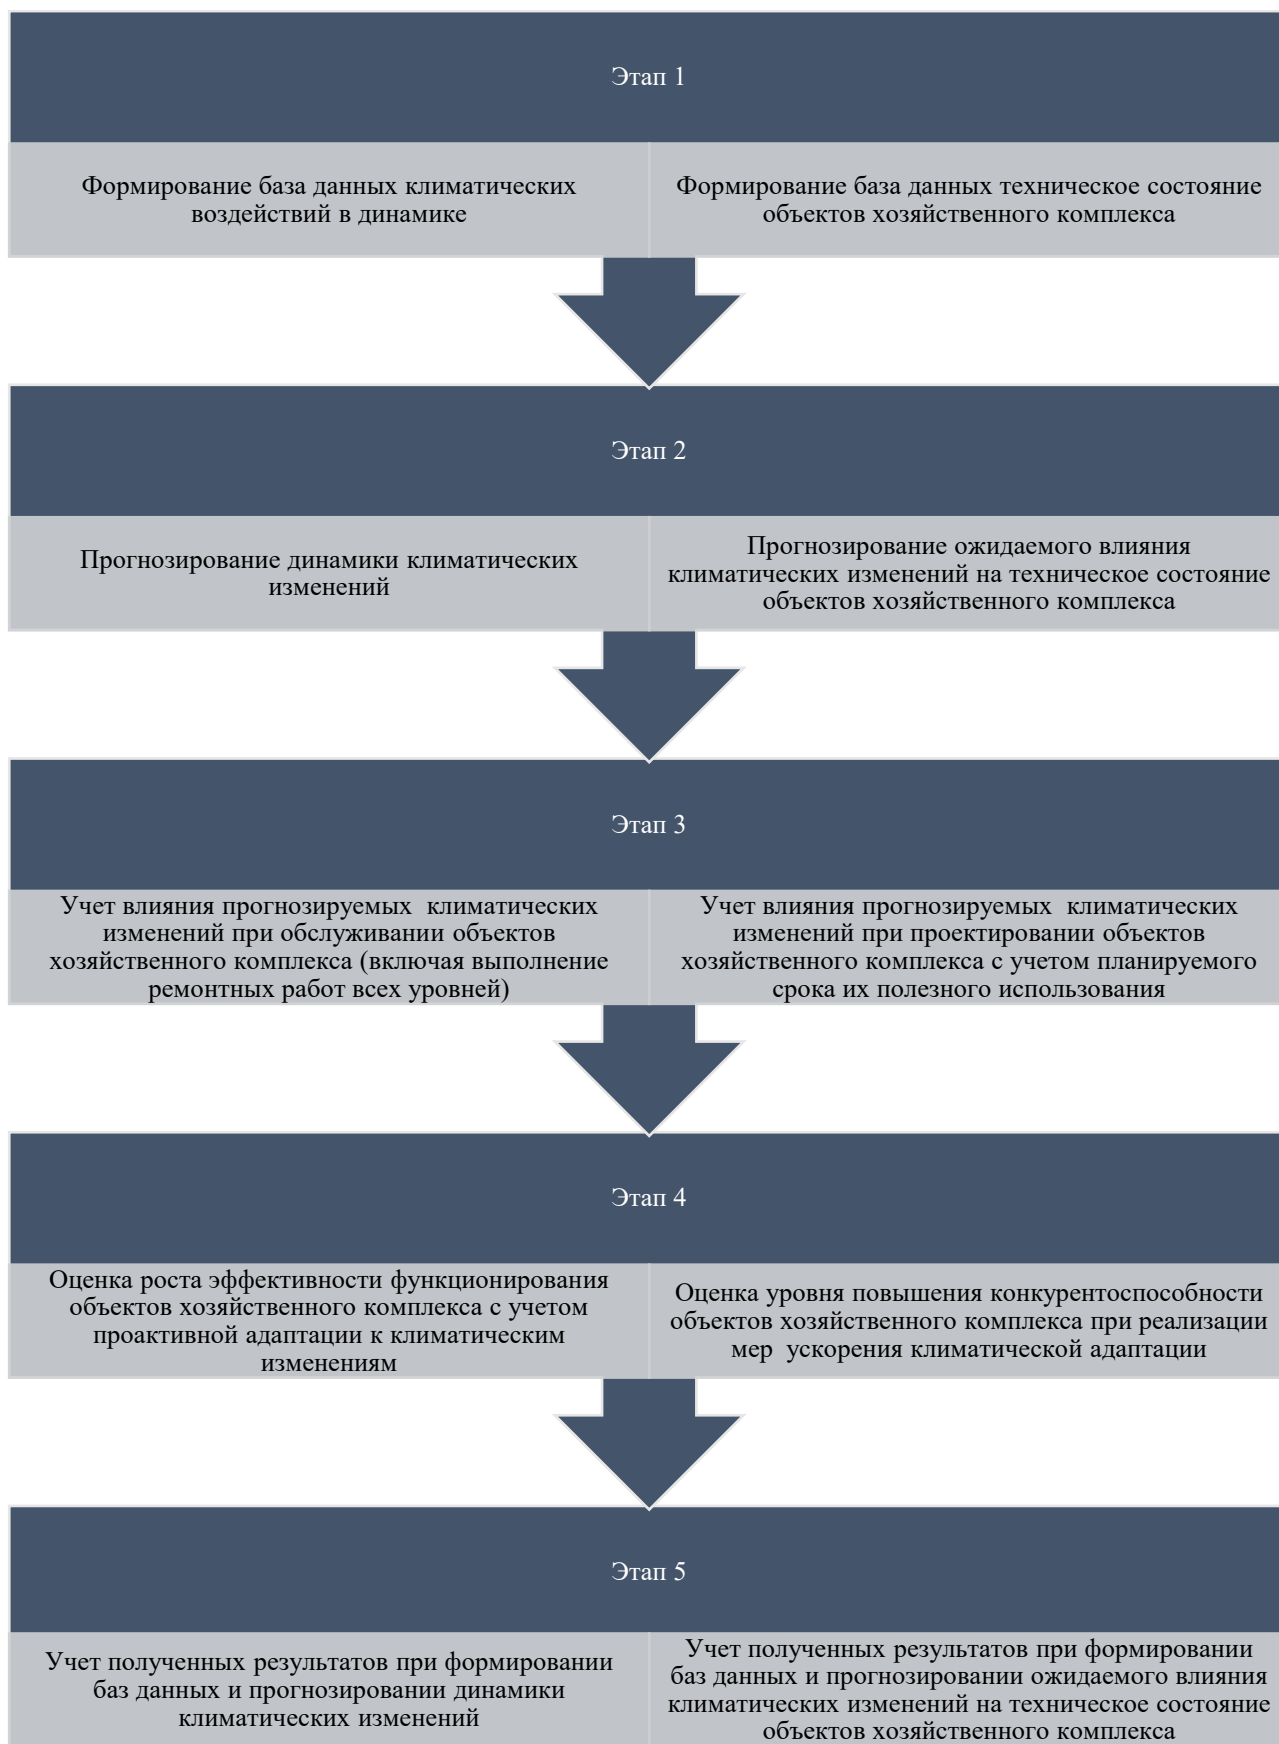 Этап 1
Формирование база данных климатических
воздействий в динамике
Формирование база данных техническое состояние
объектов хозяйственного комплекса
Этап 2
Прогнозирование динамики климатических
изменений
Прогнозирование ожидаемого влияния
климатических изменений на техническое состояние
объектов хозяйственного комплекса
Этап 3
Учет влияния прогнозируемых  климатических
изменений при обслуживании объектов
хозяйственного комплекса (включая выполнение
ремонтных работ всех уровней)
Учет влияния прогнозируемых  климатических
изменений при проектировании объектов
хозяйственного комплекса с учетом планируемого
срока их полезного использования
Этап 4
Оценка роста эффективности функционирования
объектов хозяйственного комплекса с учетом
проактивной адаптации к климатическим
изменениям
Оценка уровня повышения конкурентоспособности
объектов хозяйственного комплекса при реализации
мер  ускорения климатической адаптации
Этап 5
Учет полученных результатов при формировании
баз данных и прогнозировании динамики
климатических изменений
Учет полученных результатов при формировании
баз данных и прогнозировании ожидаемого влияния
климатических изменений на техническое состояние
объектов хозяйственного комплекса